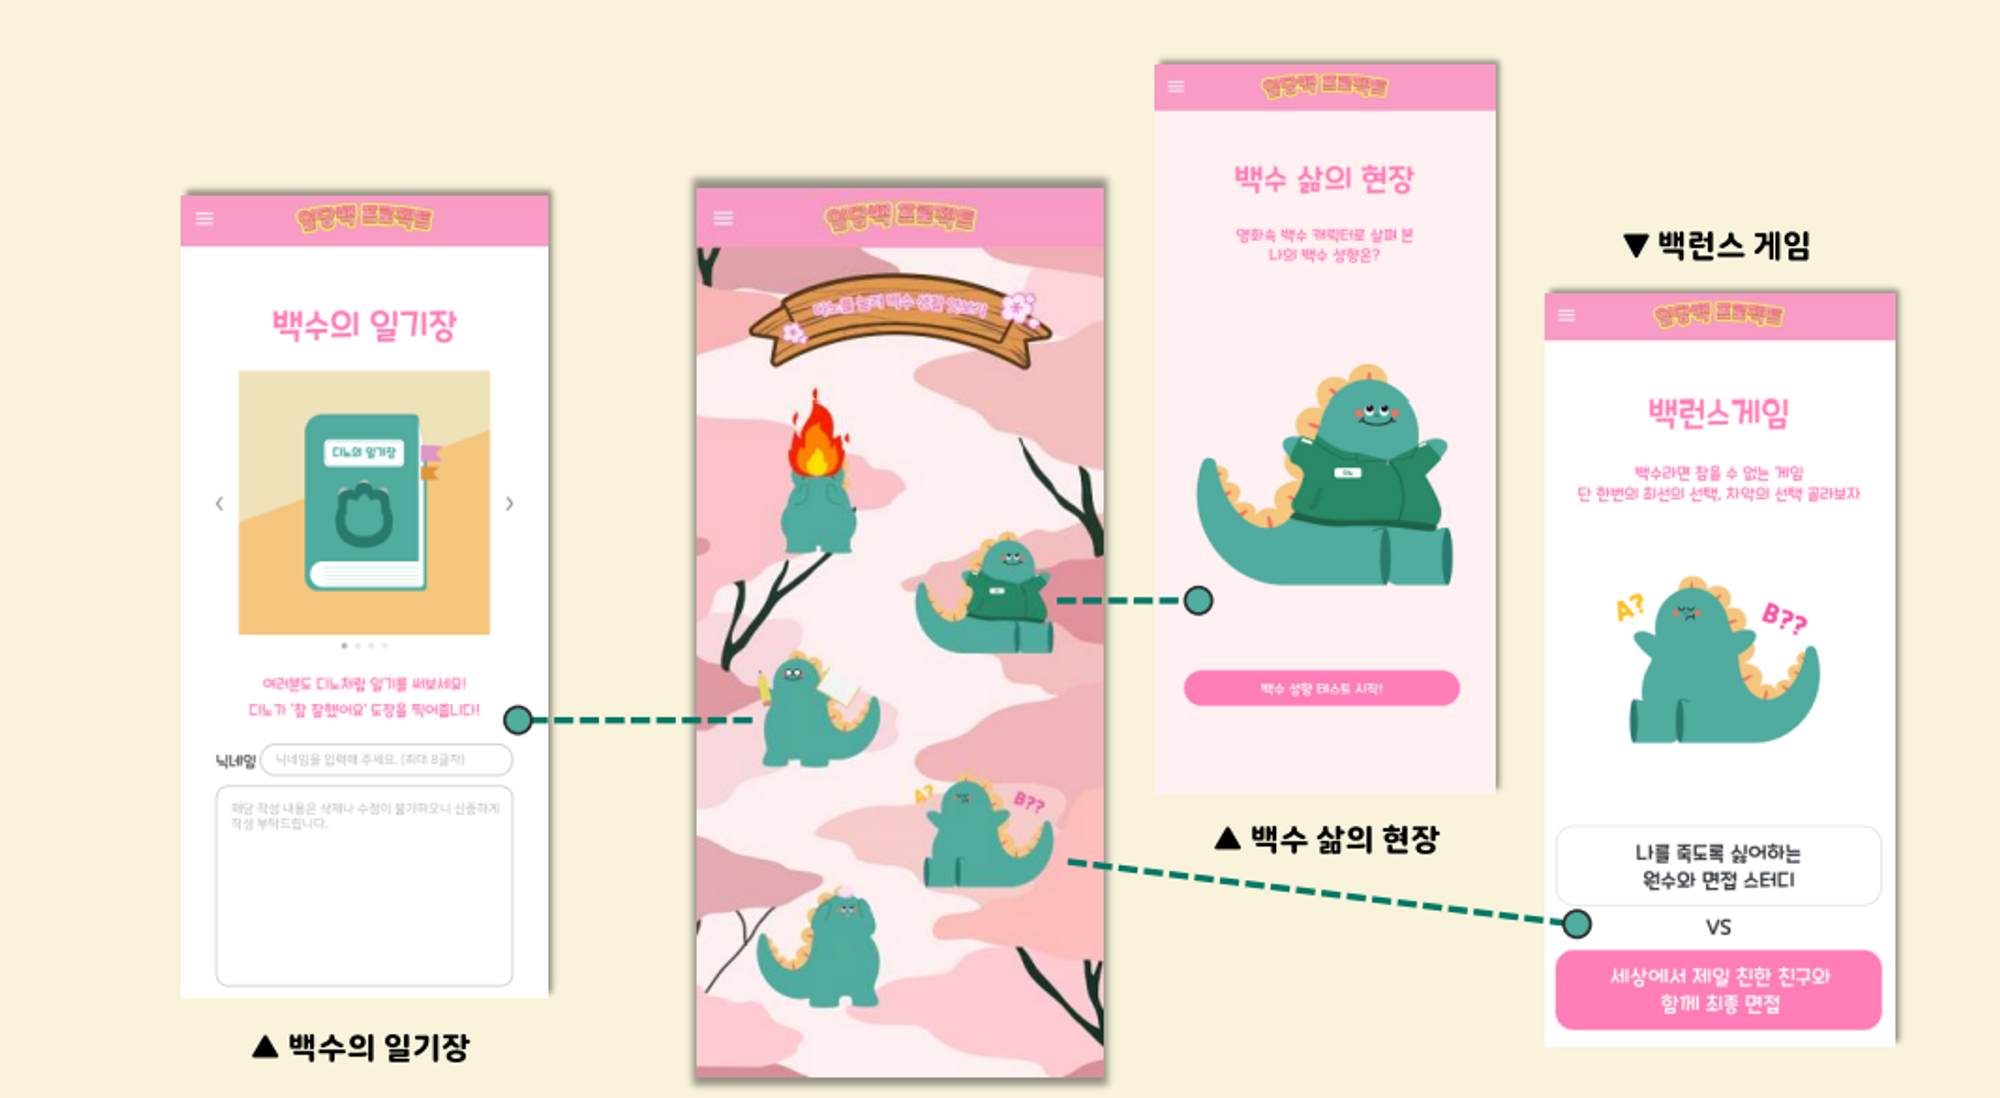 일당백 프로젝트
백수의 일기장
디노의 일기장
여러분도 디노처럼 일기를 써보세요!
디노가 '참 잘했어요' 도장을 찍어줍니다!
닉네임
닉네임을 입력해 주세요. (최대 8글자)
해당 작성 내용은 삭제나 수정이 불가하오니 신중하게
작성 부탁드립니다.
▲ 백수의 일기장
일당백 프로젝트
디노를 눌러 백수 생활 엿보기
A?
B??
일당백 프로젝트
백수 삶의 현장
영화속 백수 캐릭터로 살펴 본
나의 백수 성향은?
디노
백수 성향 테스트 시작!
▲ 백수 삶의 현장
▼ 백런스 게임
일당백 프로젝트
백런스게임
백수라면 참을 수 없는 게임
단 한번의 최선의 선택, 차악의 선택 골라보자
A?
B??
나를 죽도록 싫어하는
원수와 면접 스터디
VS
세상에서 제일 친한 친구와
함께 최종 면접